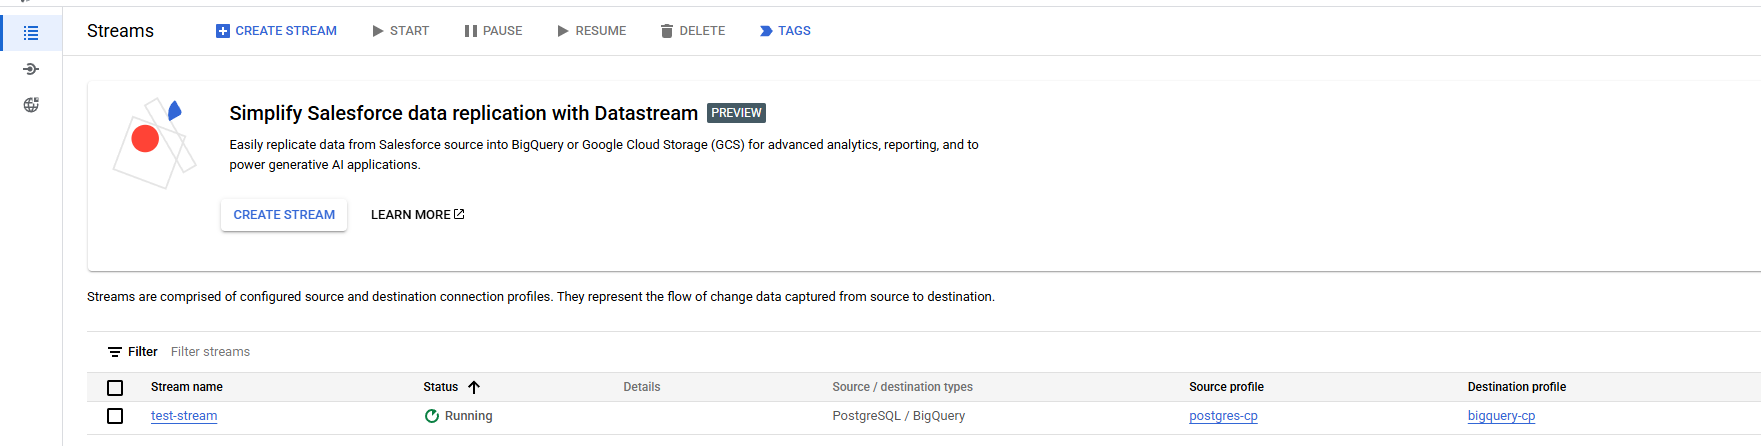 Streams CREATE STREAM START PAUSE RESUME DELETE TAGS
Simplify Salesforce data replication with Datastream PREVIEW
Easily replicate data from Salesforce source into BigQuery or Google Cloud Storage (GCS) for advanced analytics, reporting, and to
power generative AI applications.
CREATE STREAM LEARN MORE
Streams are comprised of configured source and destination connection profiles. They represent the flow of change data captured from source to destination.
Filter Filter streams
Stream name Status Details Source / destination types Source profile Destination profile
test-stream Running PostgreSQL / BigQuery postgres-cp bigquery-cp